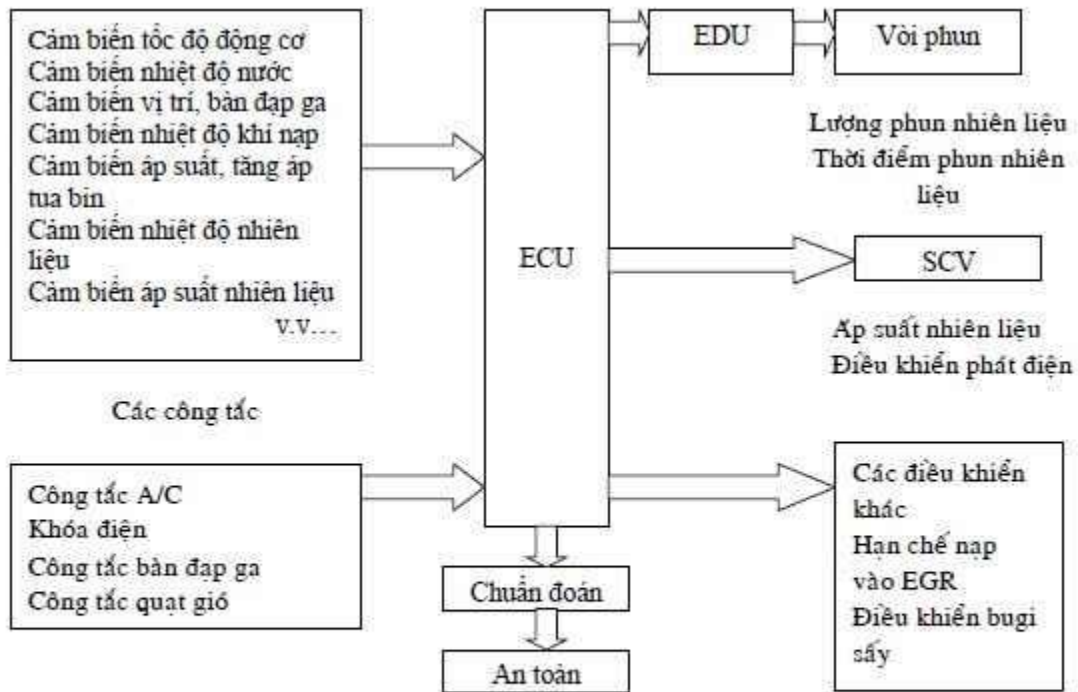 Cảm biến tốc độ động cơ
Cảm biến nhiệt độ nước
Cảm biến vị trí, bàn đạp ga
Cảm biến nhiệt độ khí nạp
Cảm biến áp suất, tăng áp
tua bin
Cảm biến nhiệt độ nhiên
liệu
Cảm biến áp suất nhiên liệu
v.v...
Các công tắc
Công tắc A/C
Khóa điện
Công tắc bàn đạp ga
Công tắc quạt gió
ECU
Chuẩn đoán
An toàn
EDU
Vòi phun
Lượng phun nhiên liệu
Thời điểm phun nhiên
liệu
SCV
Áp suất nhiên liệu
Điều khiển phát điện
Các điều khiển
khác
Hạn chế nạp
vào EGR
Điều khiển bugi
sấy